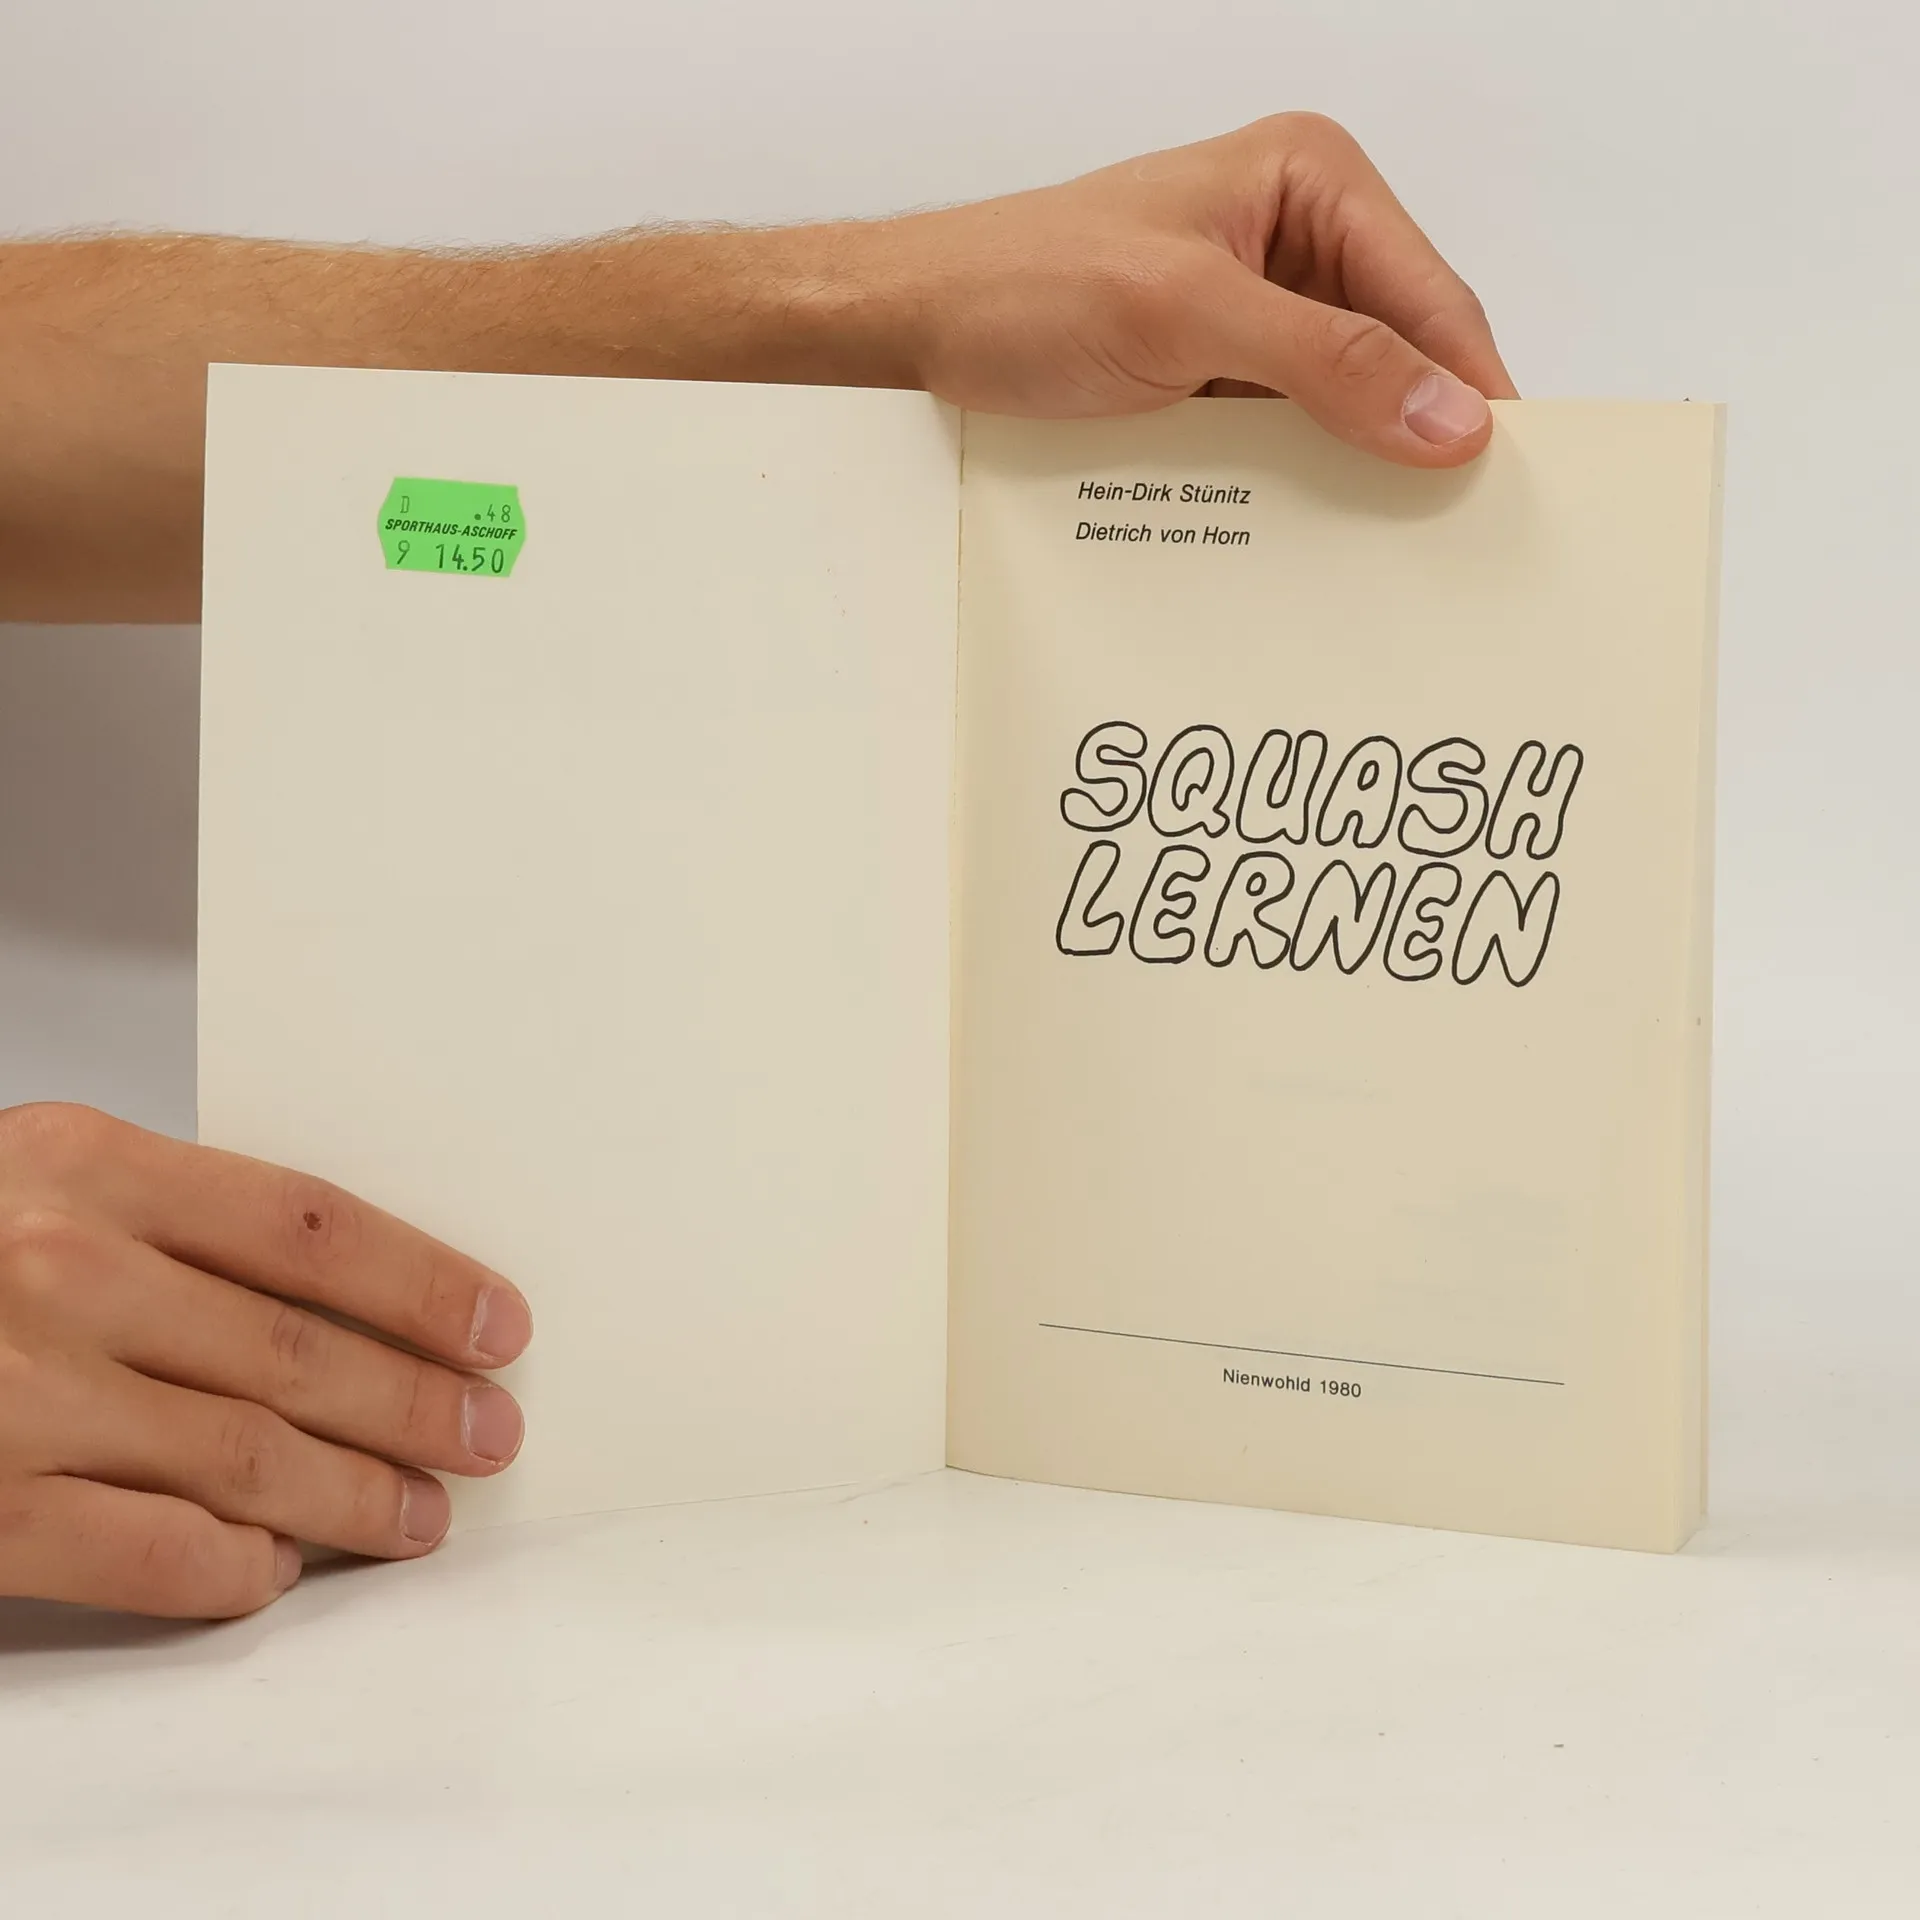 D .48
SPORTHAUS-ASCHOFF
9 14.50
Hein-Dirk Stünitz
Dietrich von Horn
SQUASH
LERNEN
Nienwohld 1980